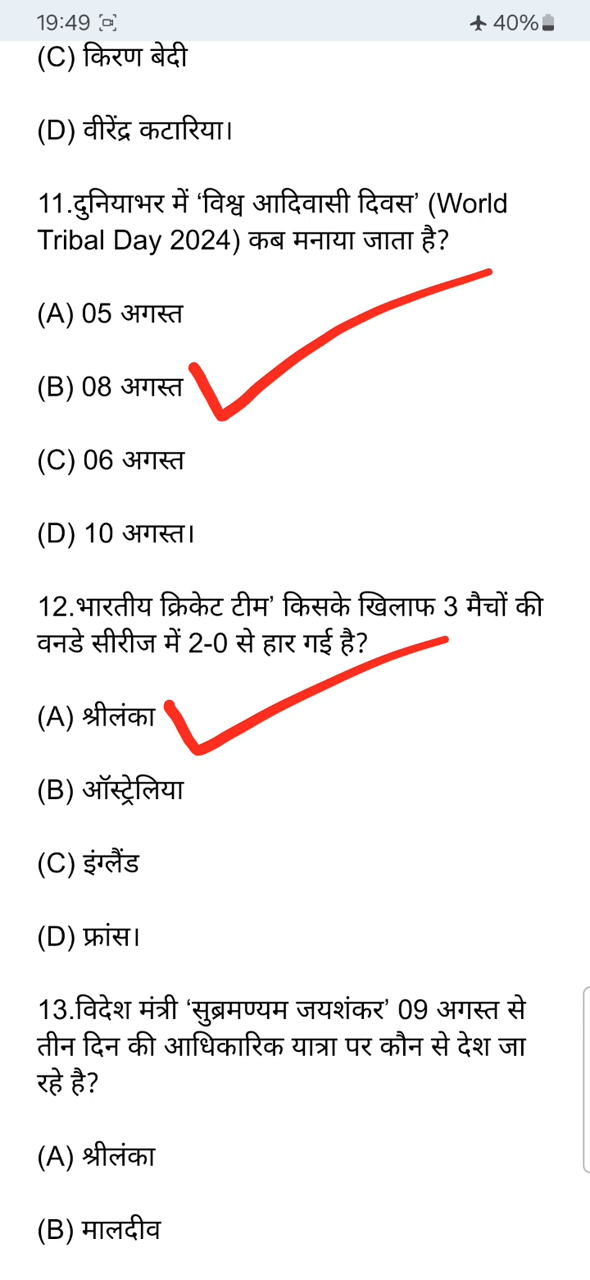 19:49
40%
(C) किरण बेदी
(D) वीरेंद्र कटारिया।
11.दुनियाभर में ‘विश्व आदिवासी दिवस’ (World
Tribal Day 2024) कब मनाया जाता है?
(A) 05 अगस्त
(B) 08 अगस्त
(C) 06 अगस्त
(D) 10 अगस्त।
12.भारतीय क्रिकेट टीम’ किसके खिलाफ 3 मैचों की
वनडे सीरीज में 2-0 से हार गई है?
(A) श्रीलंका
(B) ऑस्ट्रेलिया
(C) इंग्लैंड
(D) फ्रांस।
13.विदेश मंत्री ‘सुब्रमण्यम जयशंकर’ 09 अगस्त से
तीन दिन की आधिकारिक यात्रा पर कौन से देश जा
रहे है?
(A) श्रीलंका
(B) मालदीव